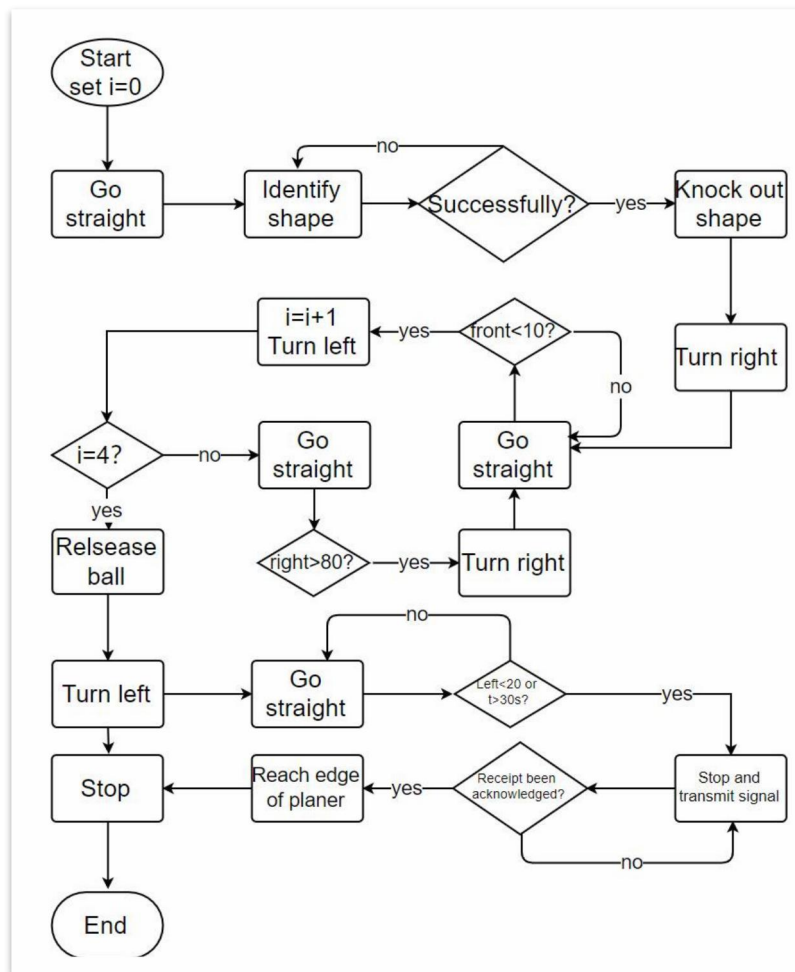 Start
set i=0
no
Go
straight
Identify
shape
Successfully?
yes
Knock out
shape
i=i+1
Turn left
yes
front<10?
no
Turn right
i=4?
no
Go
straight
Go
straight
yes
Relsease
ball
right>80?
yes
Turn right
no
Turn left
Go
straight
Left<20 or
t>30s?
yes
Stop
Reach edge
of planer
yes
Receipt been
acknowledged?
Stop and
transmit signal
no
End